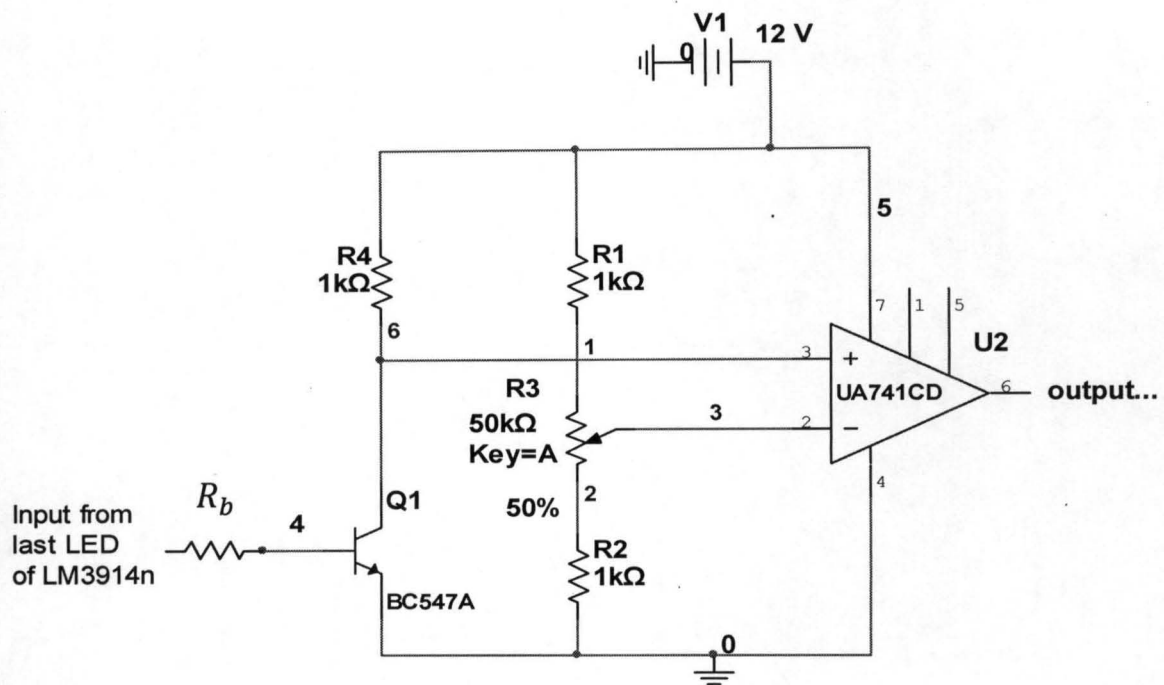 V1
12 V
0
5
R4
1kΩ
R1
1kΩ
6
1
7
1
5
U2
3
+
UA741CD
6
output...
R3
50kΩ
Key=A
3
2
−
4
50%
2
Q1
R2
1kΩ
BC547A
Input from
last LED
of LM3914n
R_b
4
0